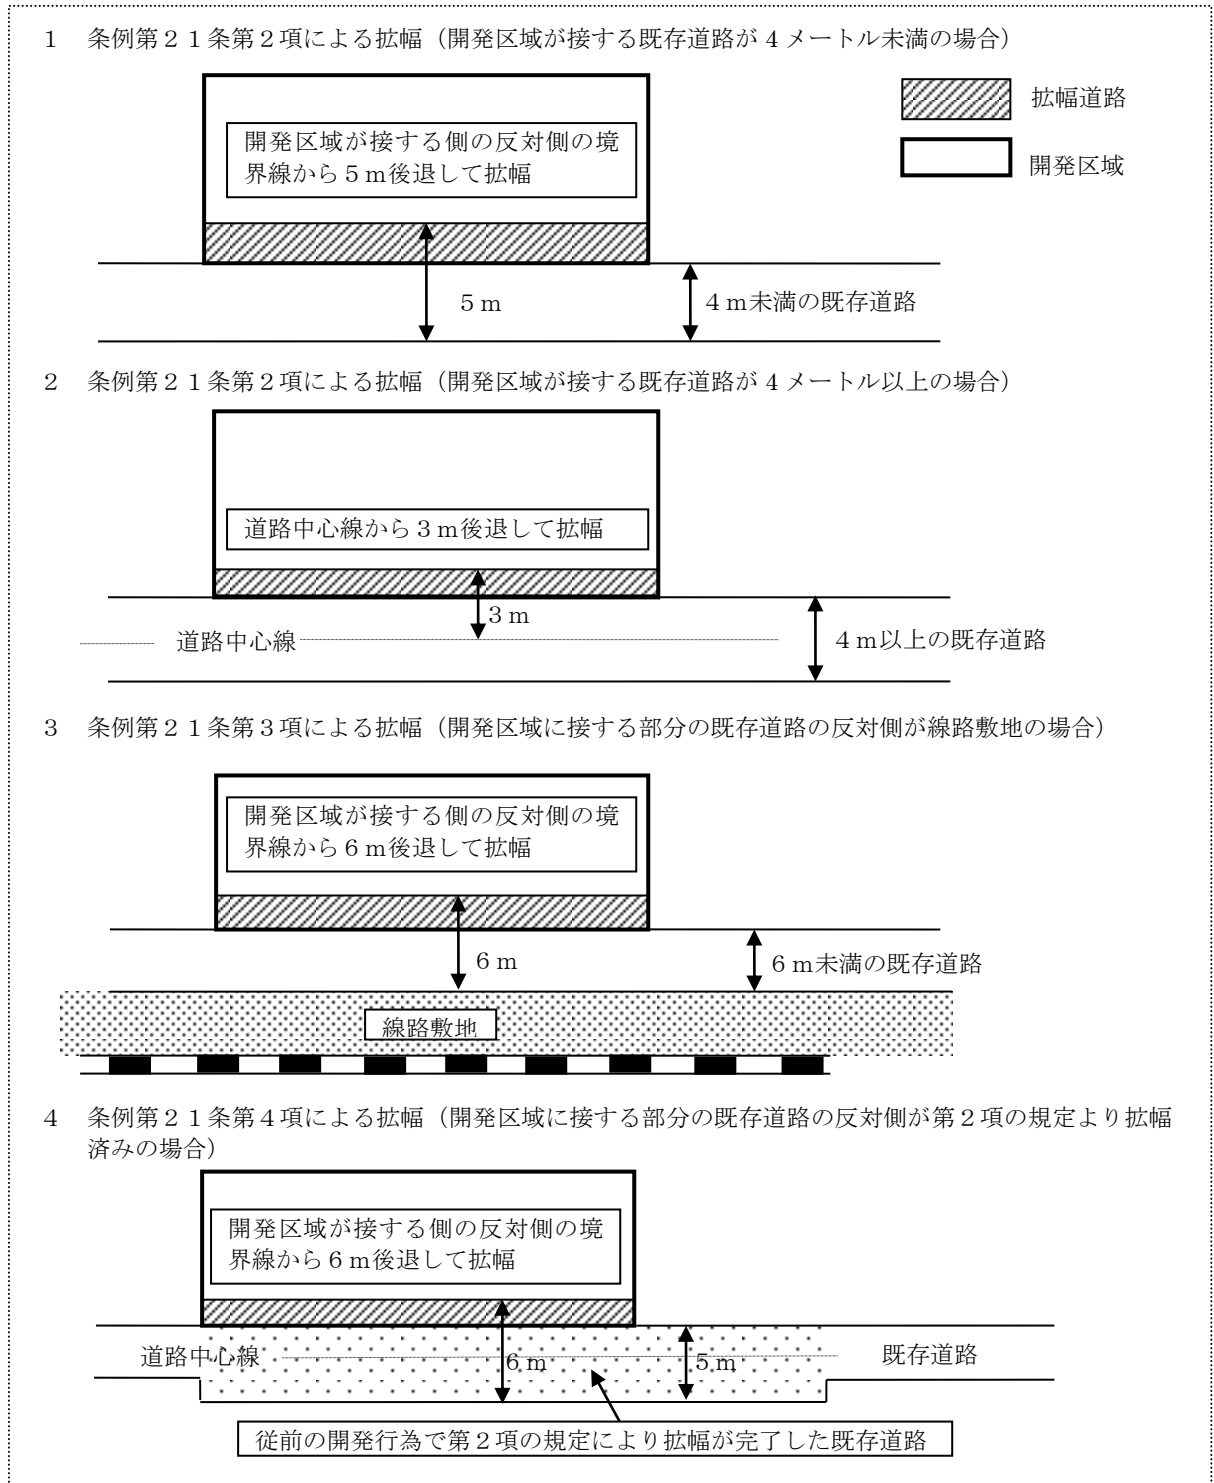 １　条例第２１条第２項による拡幅（開発区域が接する既存道路が 4 メートル未満の場合）
拡幅道路
開発区域が接する側の反対側の境
界線から５ｍ後退して拡幅
開発区域
５ｍ
４ｍ未満の既存道路
２　条例第２１条第２項による拡幅（開発区域が接する既存道路が 4 メートル以上の場合）
道路中心線から３ｍ後退して拡幅
３ｍ
道路中心線
４ｍ以上の既存道路
３　条例第２１条第３項による拡幅（開発区域に接する部分の既存道路の反対側が線路敷地の場合）
開発区域が接する側の反対側の境
界線から６ｍ後退して拡幅
６ｍ
６ｍ未満の既存道路
線路敷地
４　条例第２１条第４項による拡幅（開発区域に接する部分の既存道路の反対側が第２項の規定より拡幅
済みの場合）
開発区域が接する側の反対側の境
界線から６ｍ後退して拡幅
道路中心線
６ｍ
５ｍ
既存道路
従前の開発行為で第２項の規定により拡幅が完了した既存道路